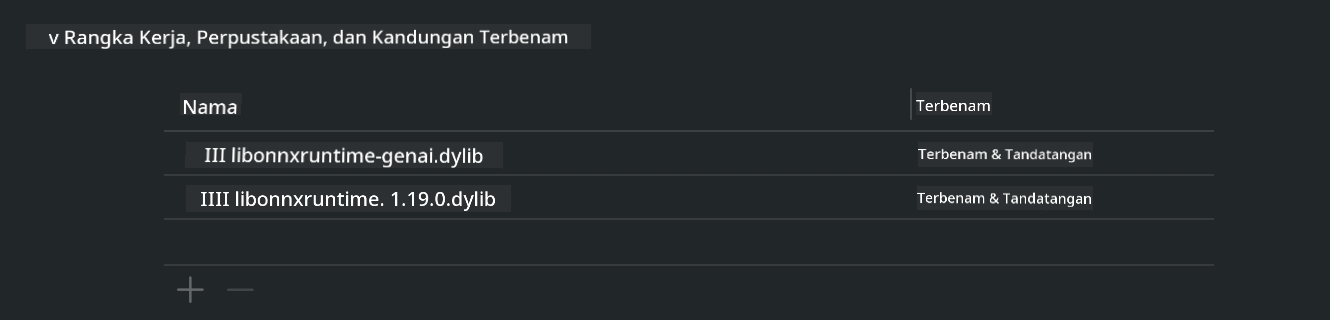 v Rangka Kerja, Perpustakaan, dan Kandungan Terbenam
Nama Terbenam
III libonnxruntime-genai.dylib Terbenam & Tandatangan
IIII libonnxruntime. 1.19.0.dylib Terbenam & Tandatangan